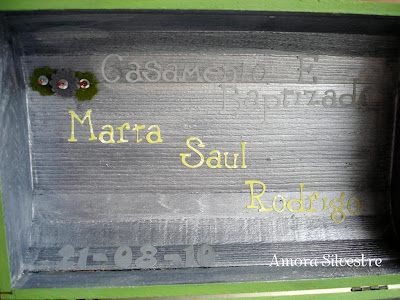 Casamento E
Baptizado
Marta
Saul
Rodrigo
21-08-10
Amora Silvestre